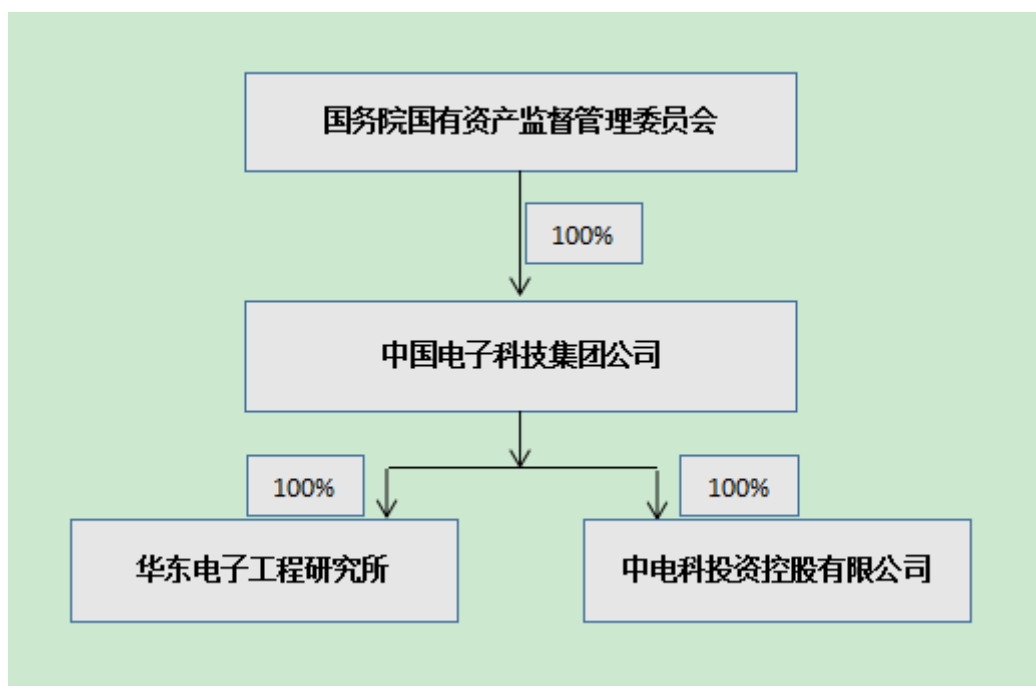 国务院国有资产监督管理委员会
100%
中国电子科技集团公司
100%
100%
华东电子工程研究所
中电科投资控股有限公司